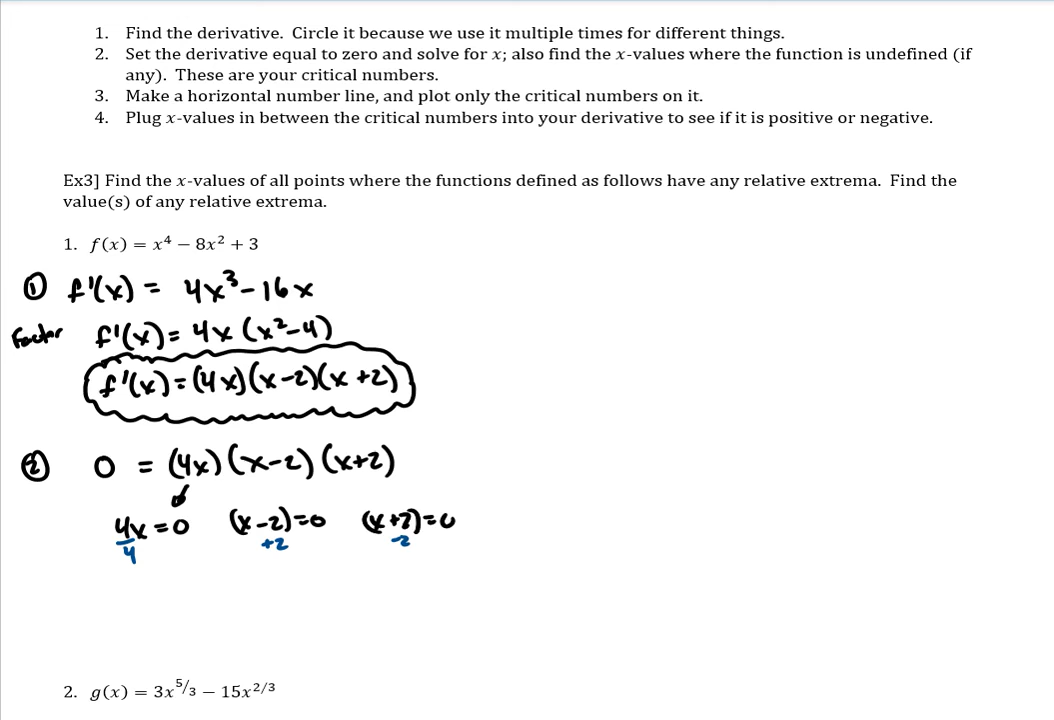 1. Find the derivative. Circle it because we use it multiple times for different things.
2. Set the derivative equal to zero and solve for x; also find the x-values where the function is undefined (if
any). These are your critical numbers.
3. Make a horizontal number line, and plot only the critical numbers on it.
4. Plug x-values in between the critical numbers into your derivative to see if it is positive or negative.
Ex3] Find the x-values of all points where the functions defined as follows have any relative extrema. Find the
value(s) of any relative extrema.
1. f(x) = x⁴ − 8x² + 3
① f'(x) = 4x³-16x
Factor f'(x) = 4x (x²-4)
f'(x) = (4x)(x-2)(x+2)
② 0 = (4x)(x-2)(x+2)
4x=0 (x-2)=0 (x+2)=0
4 +2 -2
2. g(x) = 3x^5/3 − 15x^2/3